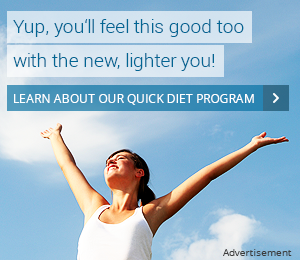 Yup, you‘ll feel this good too
with the new, lighter you!
LEARN ABOUT OUR QUICK DIET PROGRAM
Advertisement